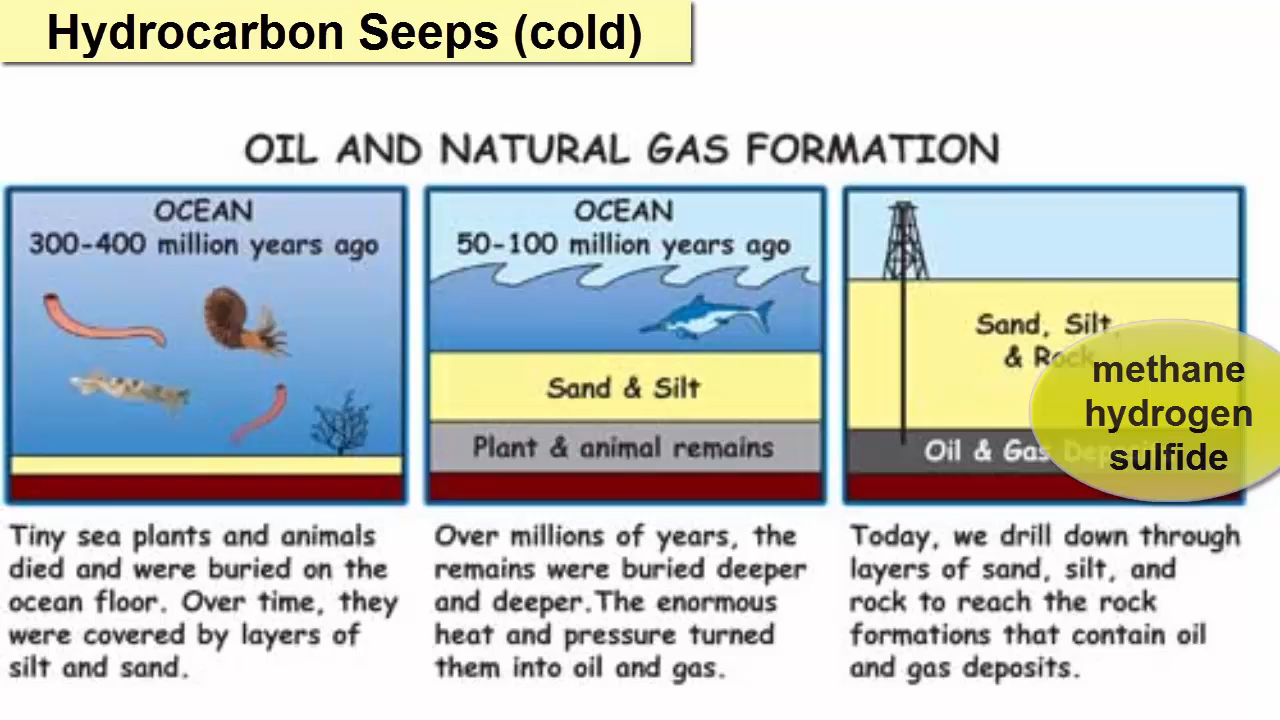 Hydrocarbon Seeps (cold)
OIL AND NATURAL GAS FORMATION
OCEAN
300-400 million years ago
Tiny sea plants and animals
died and were buried on the
ocean floor. Over time, they
were covered by layers of
silt and sand.
OCEAN
50-100 million years ago
Sand & Silt
Plant & animal remains
Over millions of years, the
remains were buried deeper
and deeper.The enormous
heat and pressure turned
them into oil and gas.
Sand, Silt,
& Rock
Oil & Gas
methane
hydrogen
sulfide
Today, we drill down through
layers of sand, silt, and
rock to reach the rock
formations that contain oil
and gas deposits.